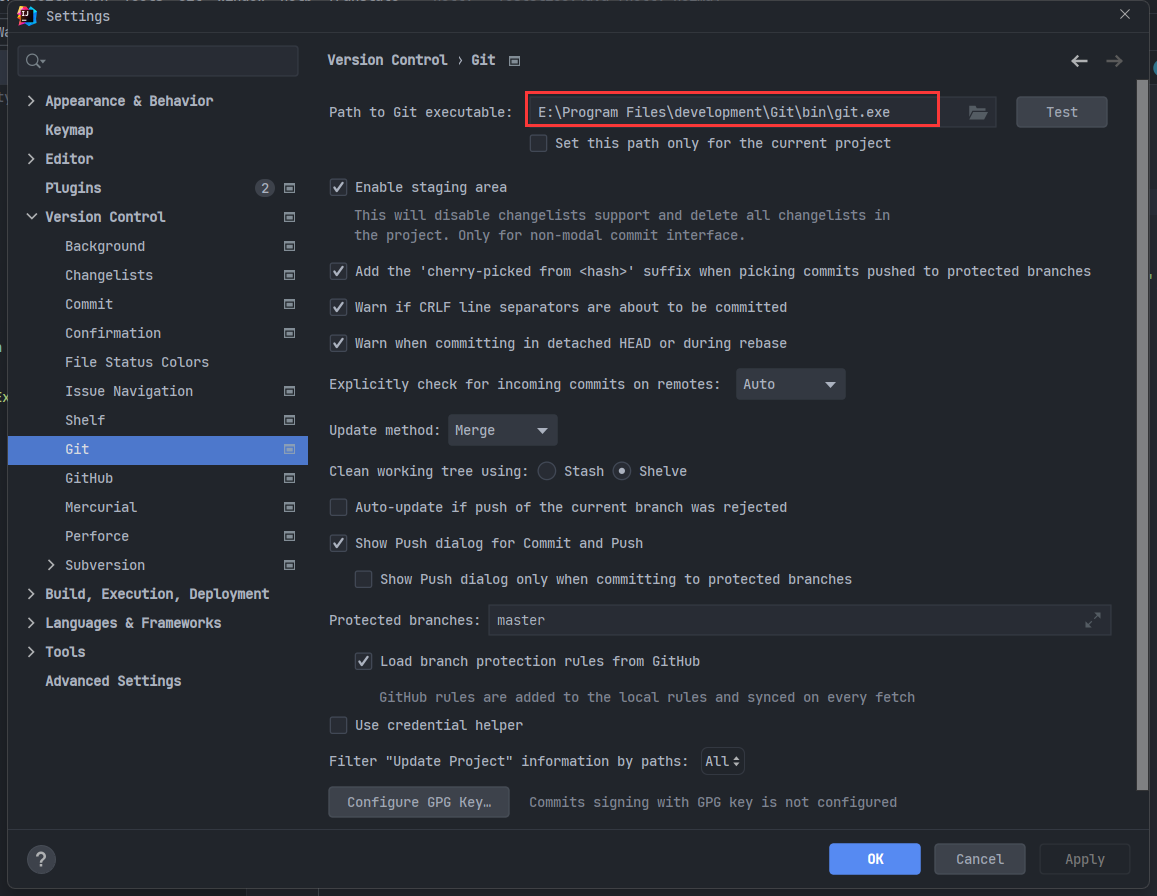 Settings
Version Control › Git
Path to Git executable: E:\Program Files\development\Git\bin\git.exe
Test
Set this path only for the current project
Appearance & Behavior
Keymap
Editor
Plugins 2
Version Control
Background
Changelists
Commit
Confirmation
File Status Colors
Issue Navigation
Shelf
Git
GitHub
Mercurial
Perforce
Subversion
Build, Execution, Deployment
Languages & Frameworks
Tools
Advanced Settings
Enable staging area
This will disable changelists support and delete all changelists in
the project. Only for non-modal commit interface.
Add the 'cherry-picked from <hash>' suffix when picking commits pushed to protected branches
Warn if CRLF line separators are about to be committed
Warn when committing in detached HEAD or during rebase
Explicitly check for incoming commits on remotes: Auto
Update method: Merge
Clean working tree using: Stash Shelve
Auto-update if push of the current branch was rejected
Show Push dialog for Commit and Push
Show Push dialog only when committing to protected branches
Protected branches: master
Load branch protection rules from GitHub
GitHub rules are added to the local rules and synced on every fetch
Use credential helper
Filter "Update Project" information by paths: All
Configure GPG Key… Commits signing with GPG key is not configured
?
OK Cancel Apply